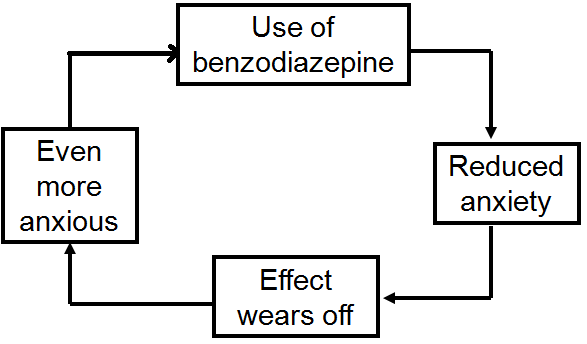 Use of
benzodiazepine
Reduced
anxiety
Effect
wears off
Even
more
anxious